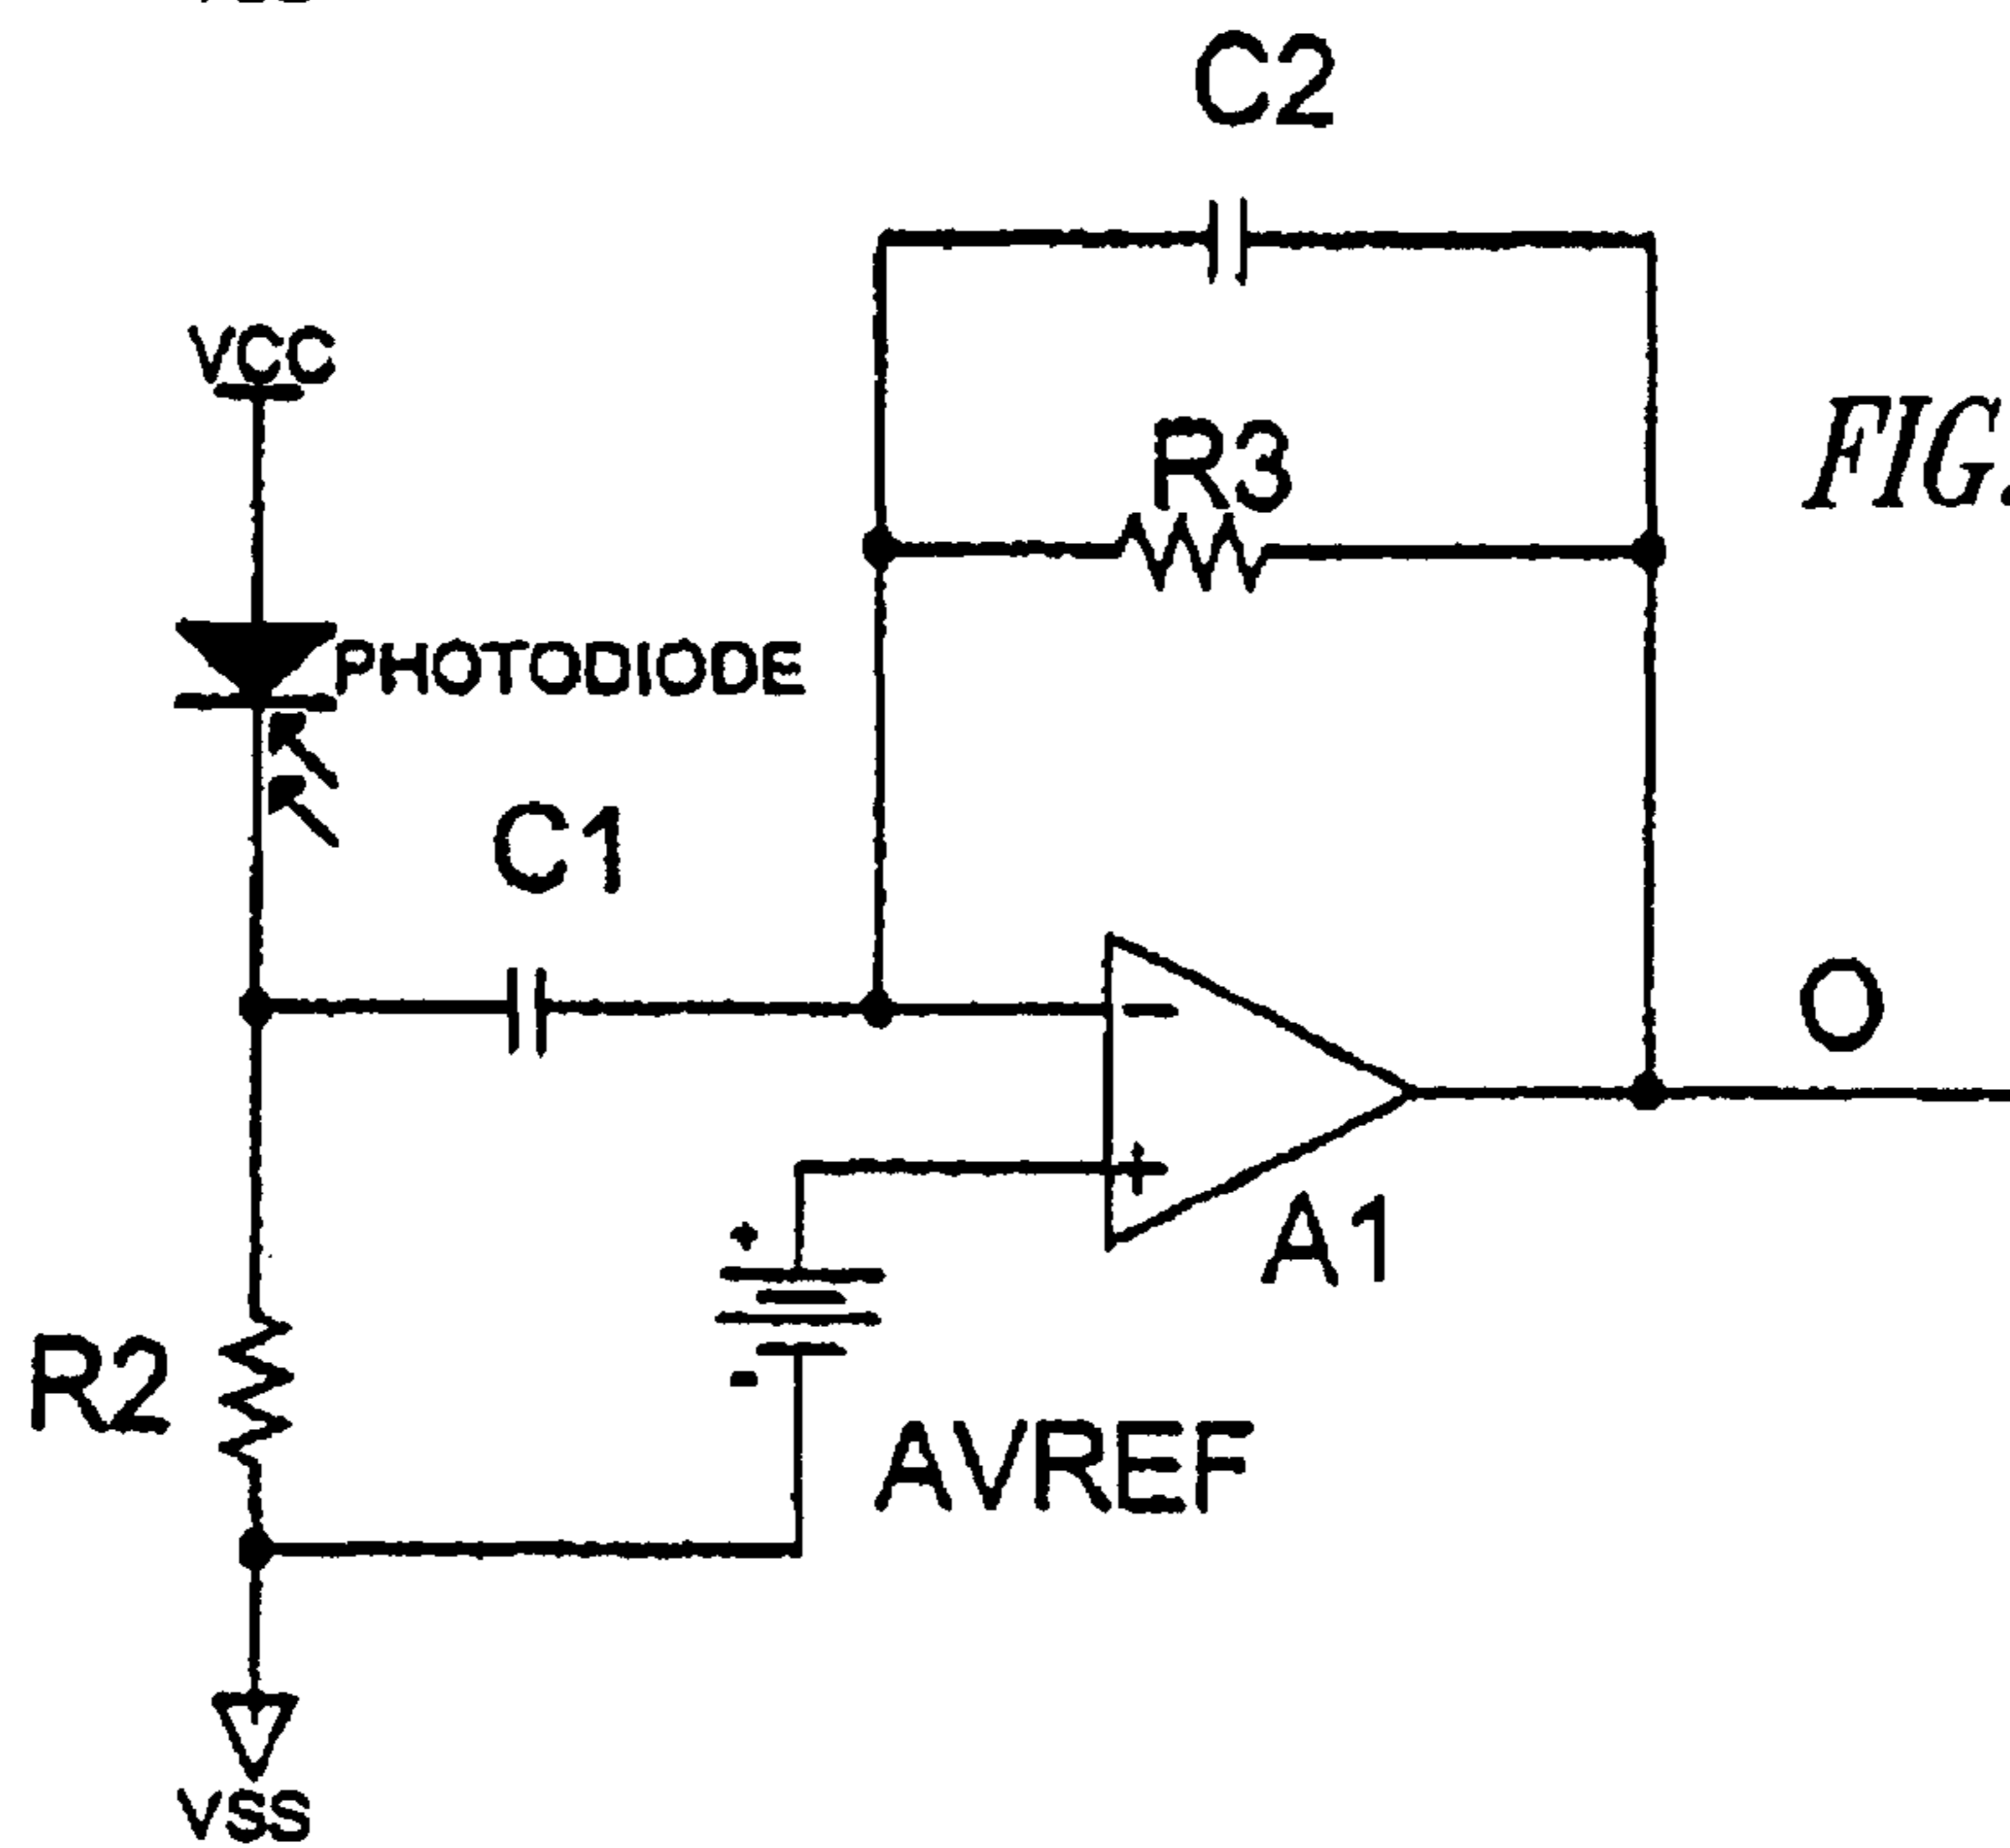 C2
VCC
R3
FIG.
PHOTODIODE
C1
-
O
+
A1
+
R2
-
AVREF
VSS